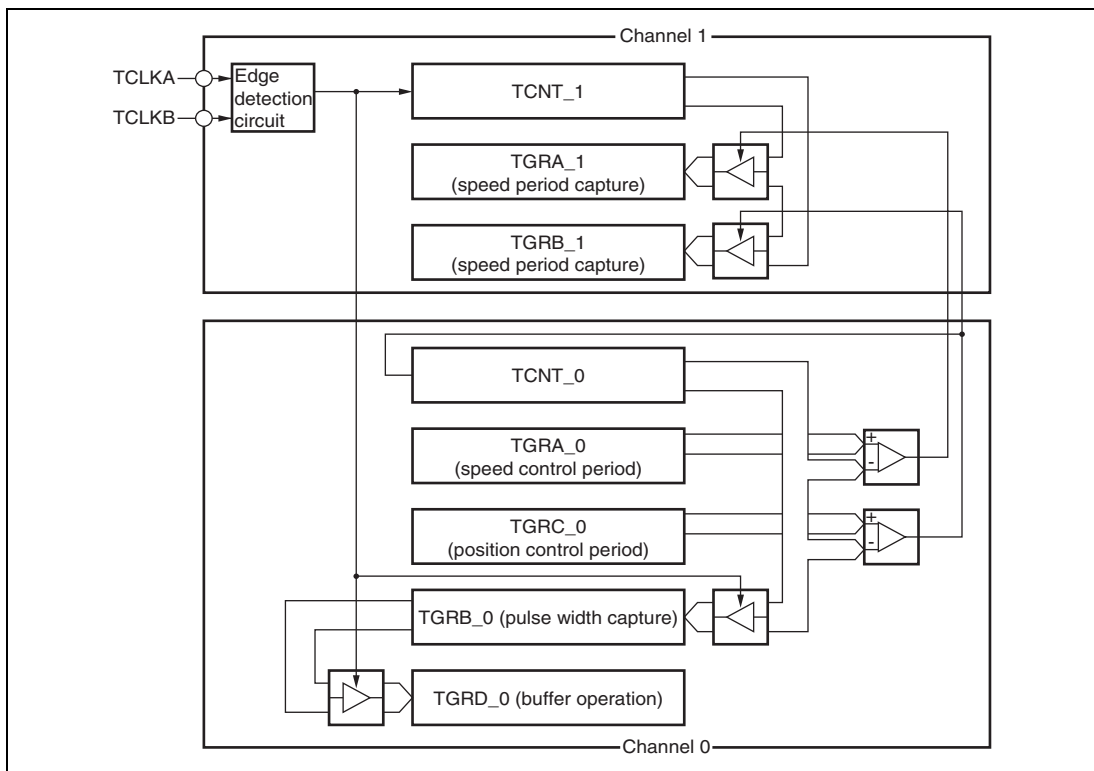 Channel 1
TCLKA
TCLKB
Edge
detection
circuit
TCNT_1
TGRA_1
(speed period capture)
TGRB_1
(speed period capture)
TCNT_0
TGRA_0
(speed control period)
+
-
TGRC_0
(position control period)
+
-
TGRB_0 (pulse width capture)
TGRD_0 (buffer operation)
Channel 0